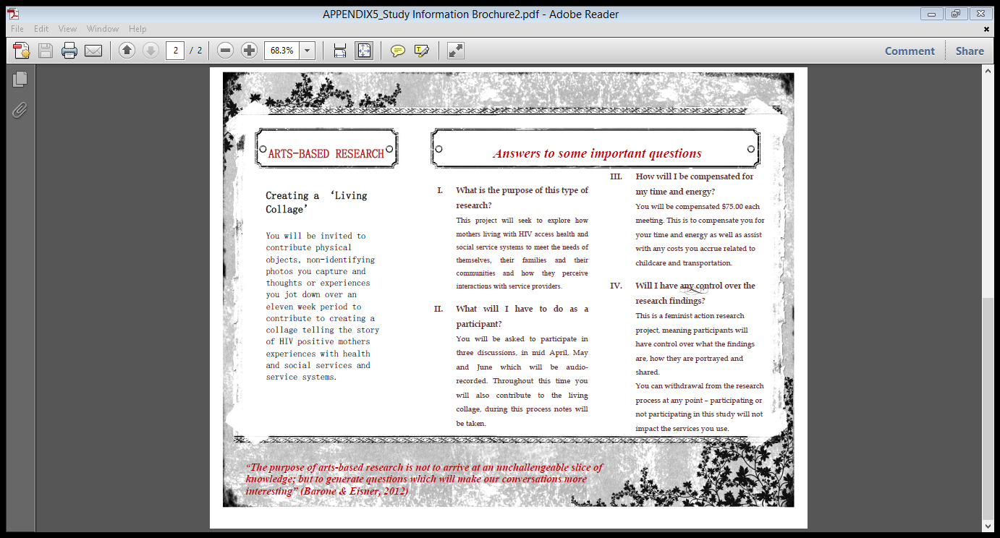 APPENDIX5_Study Information Brochure2.pdf - Adobe Reader
File Edit View Window Help
2 / 2
68.3%
Comment Share
ARTS-BASED RESEARCH
Creating a ‘Living
Collage’
You will be invited to
contribute physical
objects, non-identifying
photos you capture and
thoughts or experiences
you jot down over an
eleven week period to
contribute to creating a
collage telling the story
of HIV positive mothers
experiences with health
and social services and
service systems.
Answers to some important questions
I. What is the purpose of this type of
research?
This project will seek to explore how
mothers living with HIV access health and
social service systems to meet the needs of
themselves, their families and their
communities and how they perceive
interactions with service providers.
II. What will I have to do as a
participant?
You will be asked to participate in
three discussions, in mid April, May
and June which will be audio-
recorded. Throughout this time you
will also contribute to the living
collage, during this process notes will
be taken.
III. How will I be compensated for
my time and energy?
You will be compensated $75.00 each
meeting. This is to compensate you for
your time and energy as well as assist
with any costs you accrue related to
childcare and transportation.
IV. Will I have any control over the
research findings?
This is a feminist action research
project, meaning participants will
have control over what the findings
are, how they are portrayed and
shared.
You can withdrawal from the research
process at any point – participating or
not participating in this study will not
impact the services you use.
“The purpose of arts-based research is not to arrive at an unchallengeable slice of
knowledge; but to generate questions which will make our conversations more
interesting” (Barone & Eisner, 2012)